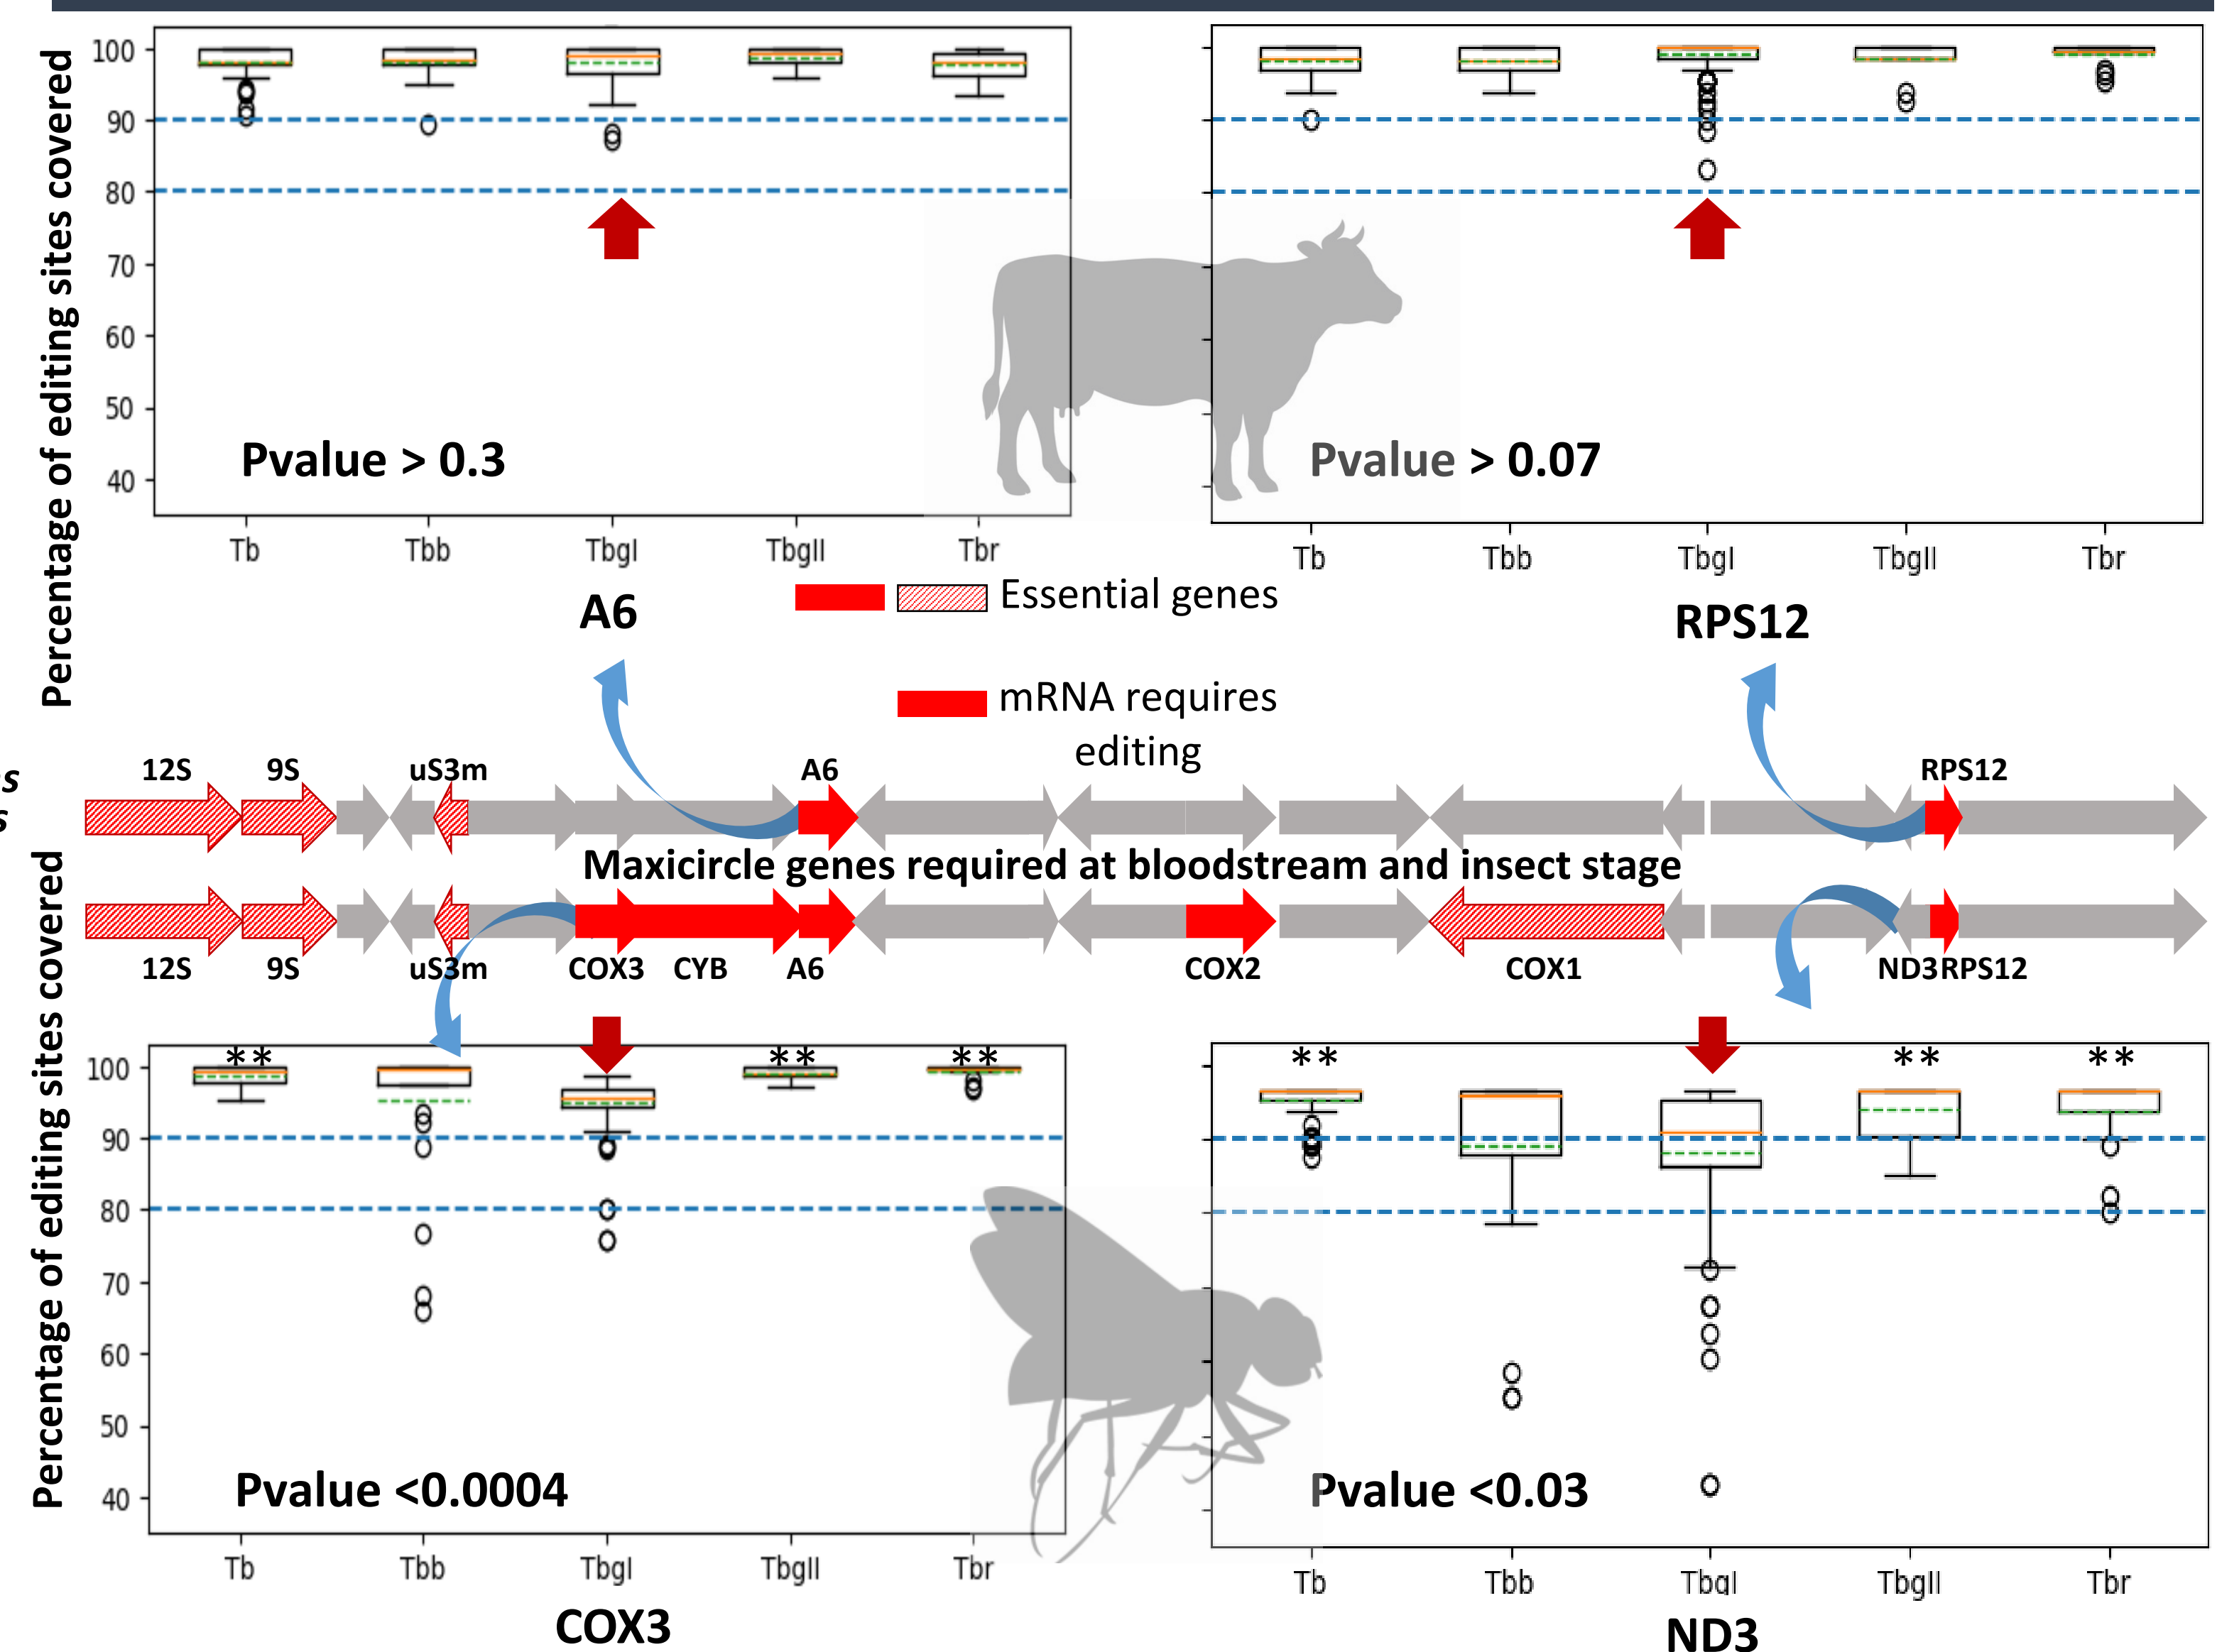 Percentage of editing sites covered
100
90
80
70
60
50
40
Pvalue > 0.3
Tb Tbb TbgI TbgII Tbr
A6
Pvalue > 0.07
Tb Tbb TbgI TbgII Tbr
RPS12
Essential genes
mRNA requires
editing
12S 9S uS3m A6 RPS12
s
s
Maxicircle genes required at bloodstream and insect stage
12S 9S uS3m COX3 CYB A6 COX2 COX1 ND3 RPS12
Percentage of editing sites covered
100
90
80
70
60
50
40
** ** **
Pvalue <0.0004
Tb Tbb TbgI TbgII Tbr
COX3
** ** **
Pvalue <0.03
Tb Tbb TbgI TbgII Tbr
ND3